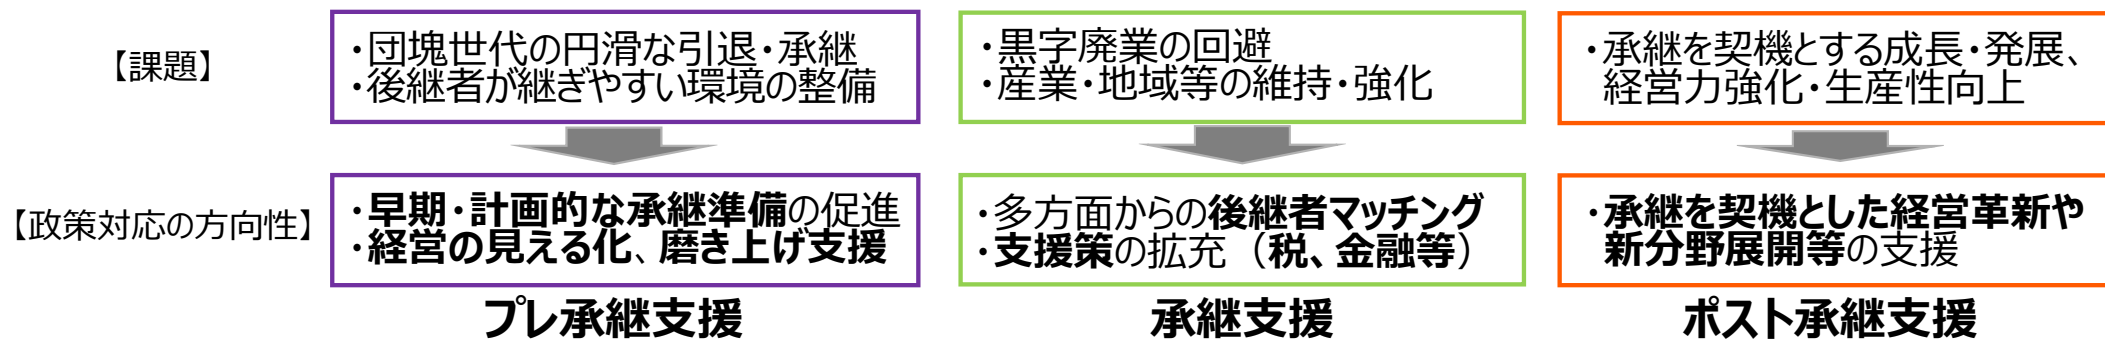 【課題】
・団塊世代の円滑な引退・承継
・後継者が継ぎやすい環境の整備
・黒字廃業の回避
・産業・地域等の維持・強化
・承継を契機とする成長・発展、
経営力強化・生産性向上
【政策対応の方向性】
・早期・計画的な承継準備の促進
・経営の見える化、磨き上げ支援
・多方面からの後継者マッチング
・支援策の拡充（税、金融等）
・承継を契機とした経営革新や
新分野展開等の支援
プレ承継支援
承継支援
ポスト承継支援